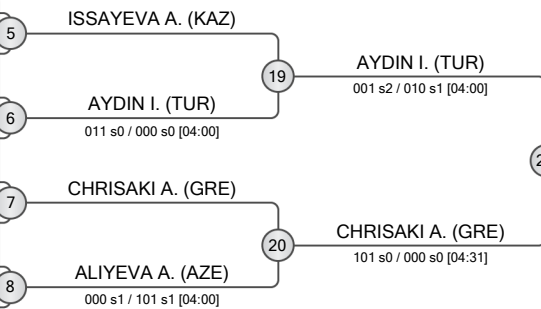 ISSAYEVA A. (KAZ)
5
19
AYDIN I. (TUR)
001 s2 / 010 s1 [04:00]
AYDIN I. (TUR)
6
011 s0 / 000 s0 [04:00]
CHRISAKI A. (GRE)
7
20
CHRISAKI A. (GRE)
101 s0 / 000 s0 [04:31]
ALIYEVA A. (AZE)
8
000 s1 / 101 s1 [04:00]